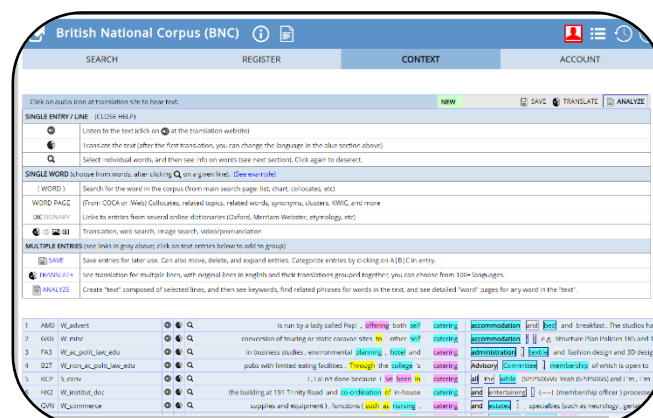 British National Corpus (BNC)
SEARCH REGISTER CONTEXT ACCOUNT
Click on audio icon at translation site to hear text. NEW SAVE TRANSLATE ANALYZE
SINGLE ENTRY / LINE (CLOSE HELP)
Listen to the text (click on at the translation website)
Translate the text (after the first translation, you can change the language in the blue section above)
Select individual words, and then see info on words (see next section). Click again to deselect.
SINGLE WORD (choose from words, after clicking on a given line). (See example)
( WORD ) Search for the word in the corpus (from main search page: list, chart, collocates, etc)
WORD PAGE (From COCA or iWeb) Collocates, related topics, related words, synonyms, clusters, KWIC, and more
DICTIONARY Links to entries from several online dictionaries (Oxford, Merriam Webster, etymology, etc)
Translation, web search, image search, video/pronunciation
MULTIPLE ENTRIES (see links in gray above; click on text entries below to add to group)
SAVE Save entries for later use. Can also move, delete, and expand entries. Categorize entries by clicking on A|B|C in entry.
TRANSLATE See translation for multiple lines, with original lines in English and their translations grouped together; you can choose from 100+ languages.
ANALYZE Create "text" composed of selected lines, and then see keywords, find related phrases for words in the text, and see detailed "word" pages for any word in the "text".
1 AM0 W_advert is run by a lady called Popi , offering both self catering accommodation and bed and breakfast . The studios ha
2 GXG W_misc conversion of touring or static caravan sites to other self catering accommodation Structure Plan Policies TR5 and
3 PA3 W_ac_polit_law_edu in business studies , environmental planning , hotel and catering administration , textile and fashion design and 3D desig
4 B2T W_non_ac_polit_law_edu pubs with limited eating facilities . Through the college 's catering Advisory Committee membership of which is open to
5 KCP S_conv done because I 've been in catering all the while Yeah and I 'm , I 'm
6 HX2 W_institut_doc the building at 191 Trinity Road and co-ordination of in-house catering and entertaining (membership officer ) processe
GVN W_commerce supplies and equipment ) , functions ( such as nursing , catering and estates , specialties (such as neurology , geria